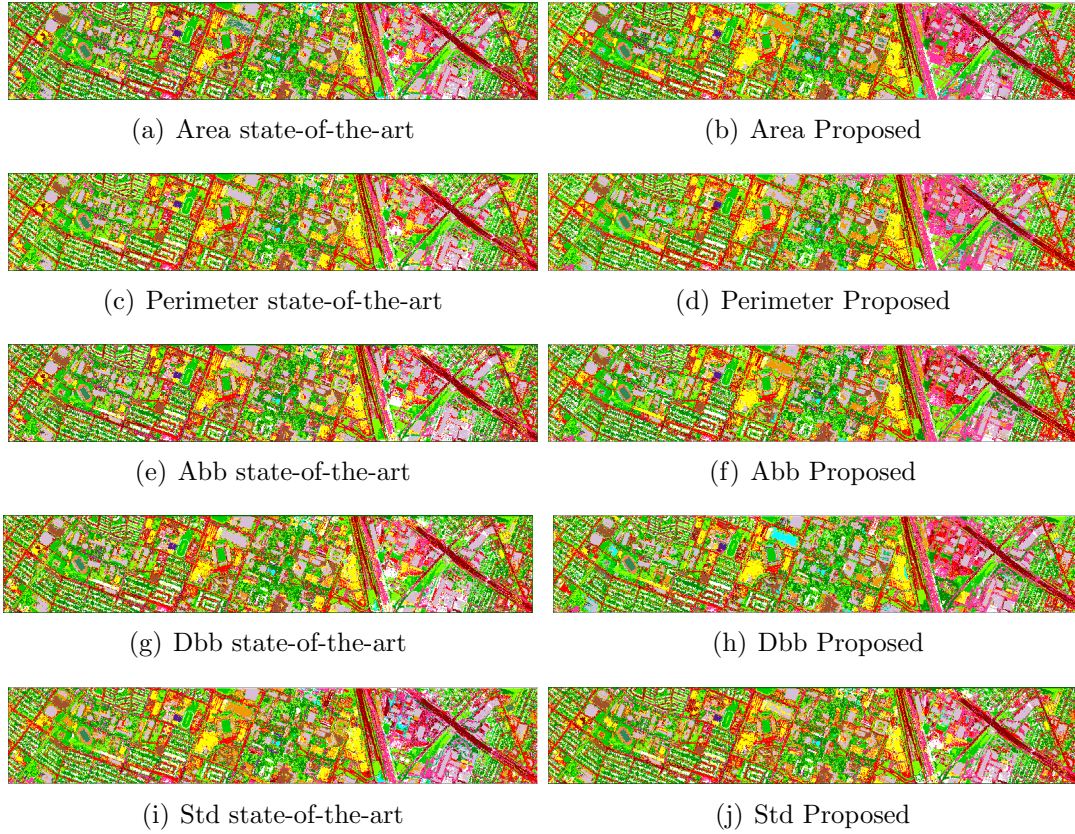 (a) Area state-of-the-art
(b) Area Proposed
(c) Perimeter state-of-the-art
(d) Perimeter Proposed
(e) Abb state-of-the-art
(f) Abb Proposed
(g) Dbb state-of-the-art
(h) Dbb Proposed
(i) Std state-of-the-art
(j) Std Proposed